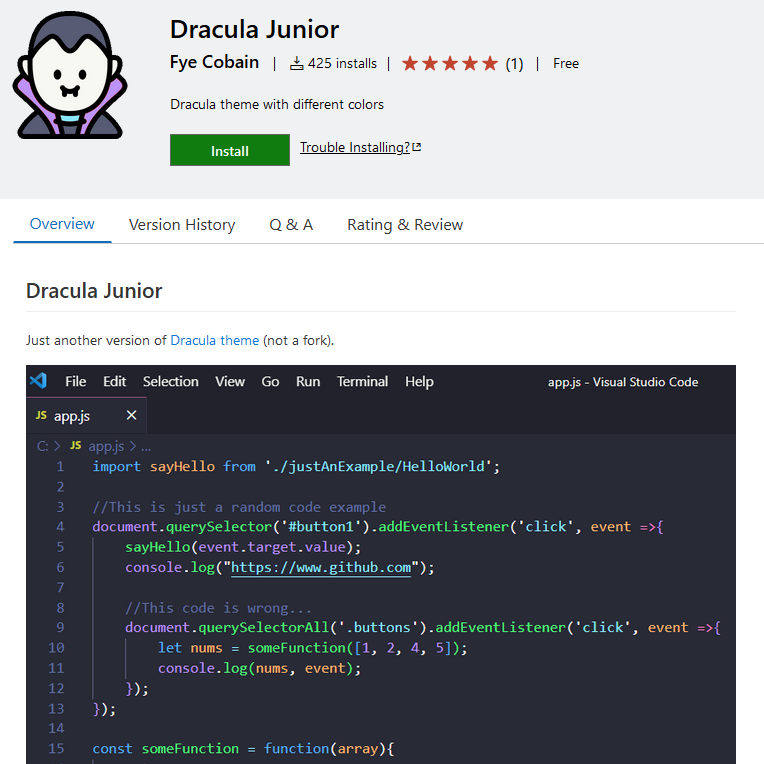 Dracula Junior
Fye Cobain | 425 installs | (1) | Free
Dracula theme with different colors
Install Trouble Installing?
Overview Version History Q & A Rating & Review
Dracula Junior
Just another version of Dracula theme (not a fork).
File Edit Selection View Go Run Terminal Help app.js - Visual Studio Code
JS app.js ×
C: > JS app.js > ...
1 import sayHello from './justAnExample/HelloWorld';
2
3 //This is just a random code example
4 document.querySelector('#button1').addEventListener('click', event =>{
5 sayHello(event.target.value);
6 console.log("https://www.github.com");
7
8 //This code is wrong...
9 document.querySelectorAll('.buttons').addEventListener('click', event =>{
10 let nums = someFunction([1, 2, 4, 5]);
11 console.log(nums, event);
12 });
13 });
14
15 const someFunction = function(array){